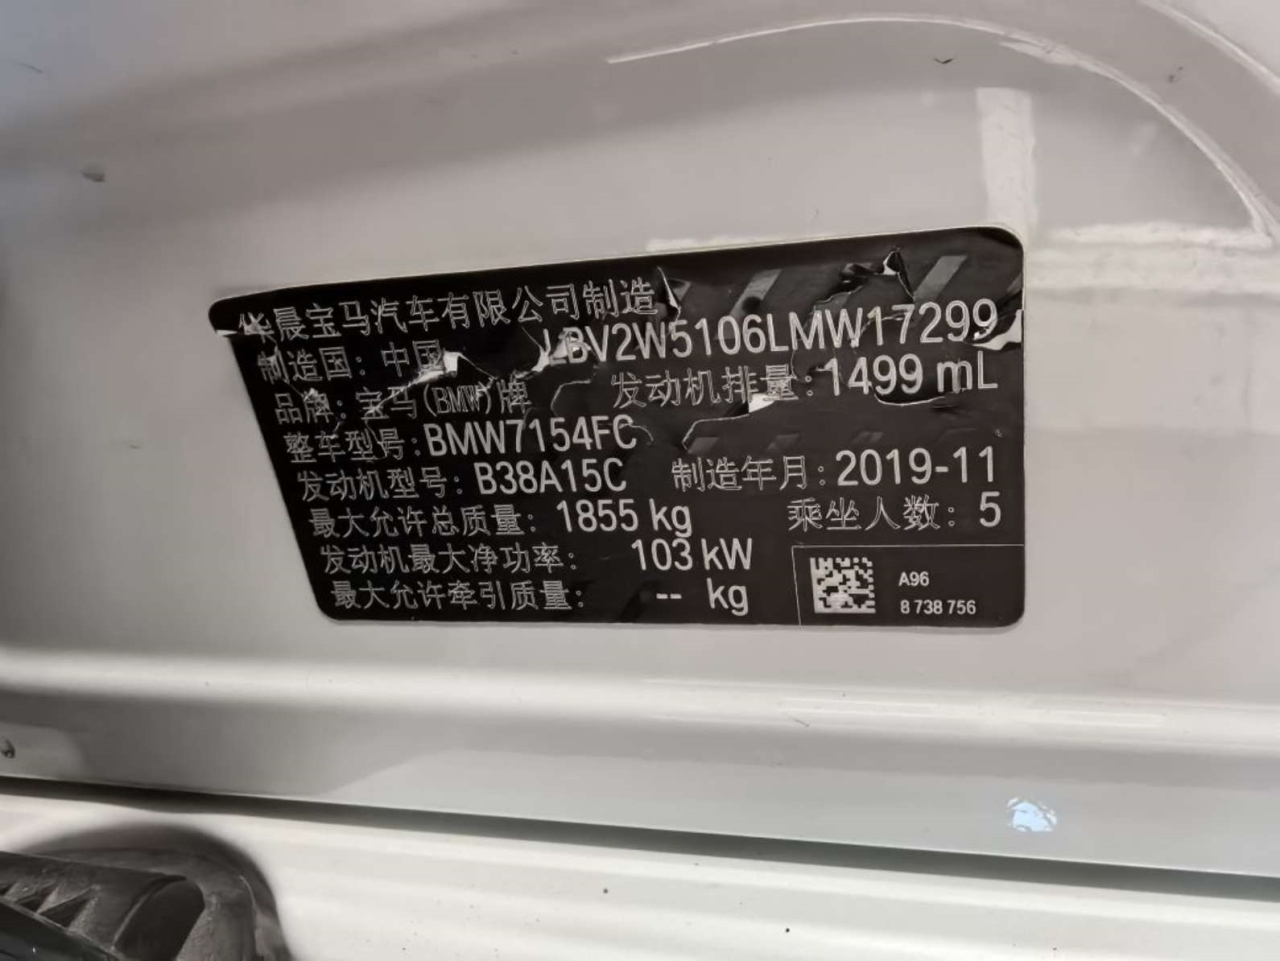 华晨宝马汽车有限公司制造
制造国：中国 LBV2W5106LMW17299
品牌：宝马(BMW)牌 发动机排量：1499 mL
整车型号：BMW7154FC
发动机型号：B38A15C 制造年月：2019-11
最大允许总质量：1855 kg 乘坐人数：5
发动机最大净功率： 103 kW
最大允许牵引质量： -- kg
A96
8 738 756